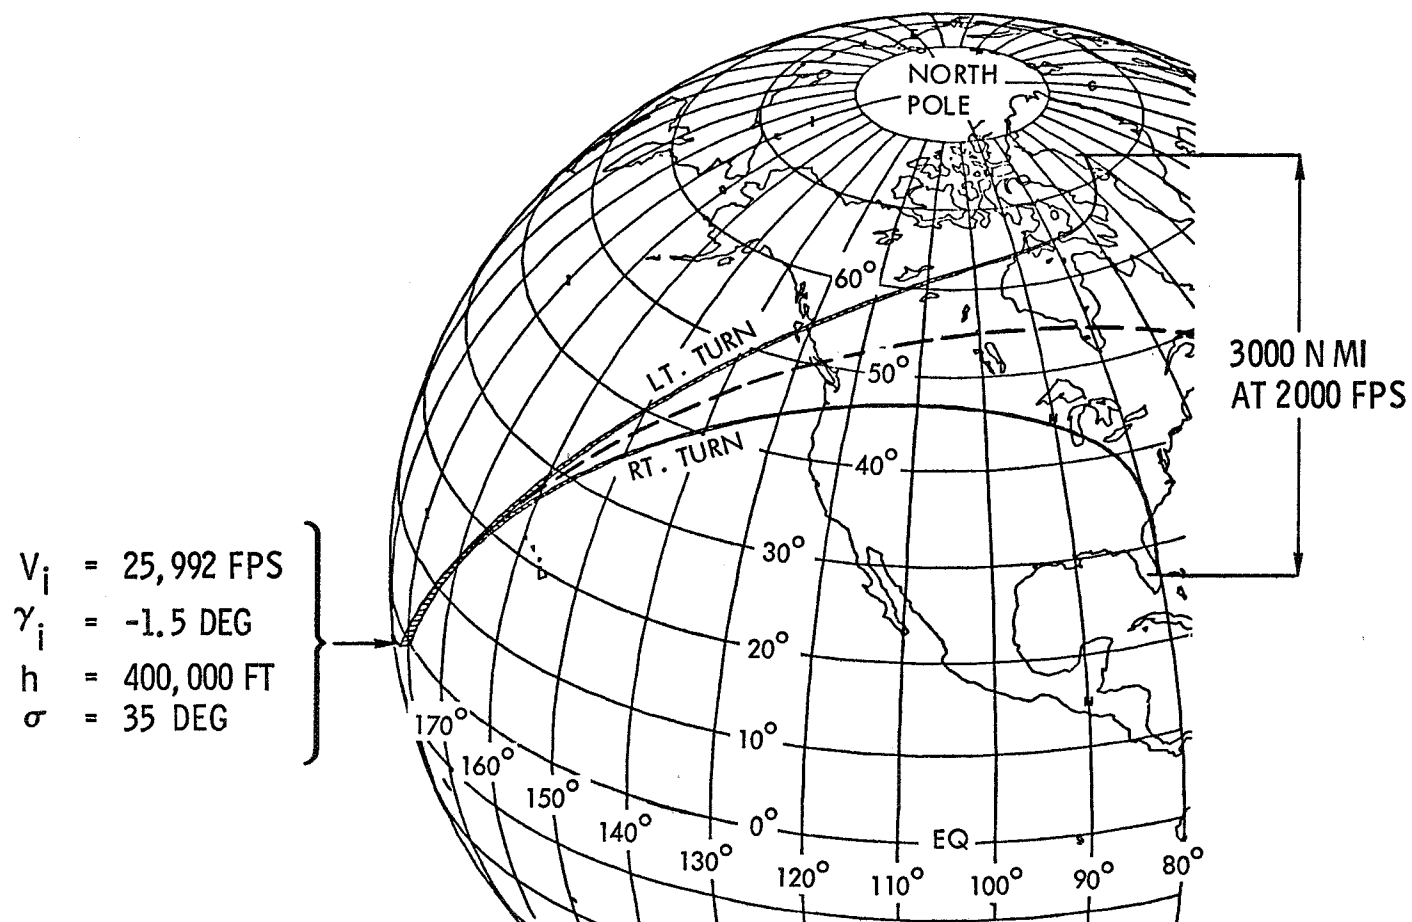 NORTH
POLE
60°
LT. TURN
50°
3000 N MI
AT 2000 FPS
RT. TURN
40°
30°
Vi = 25,992 FPS
γi = -1.5 DEG
h = 400,000 FT
σ = 35 DEG
20°
170°
10°
160°
150°
0°
EQ
140°
130°
120°
110°
100°
90°
80°